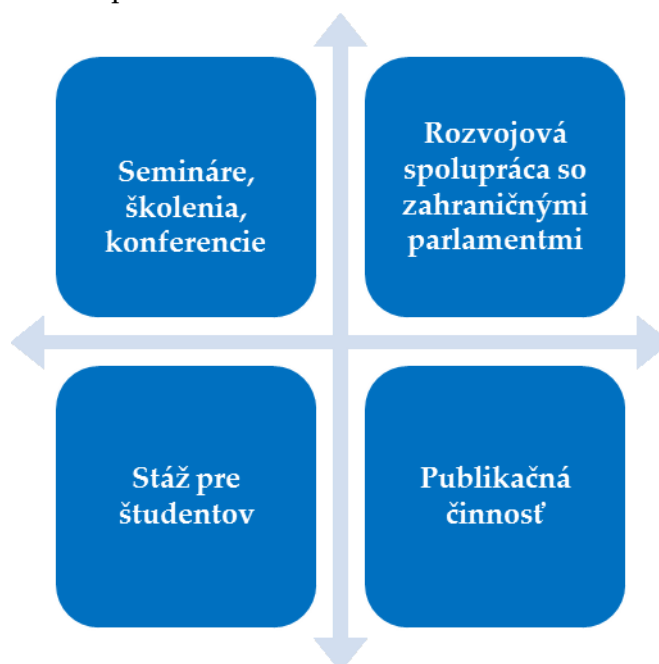 Semináre,
školenia,
konferencie
Rozvojová
spolupráca so
zahraničnými
parlamentmi
Stáž pre
študentov
Publikačná
činnosť